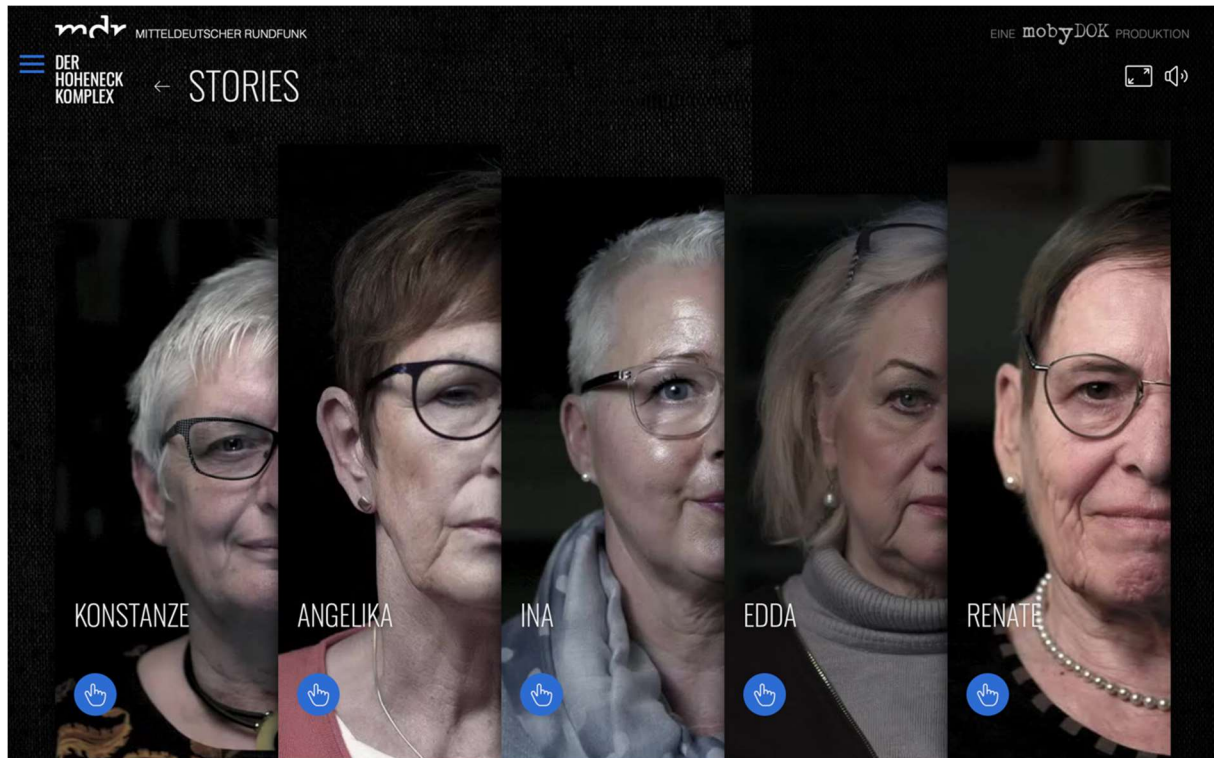 mdr MITTELDEUTSCHER RUNDFUNK
EINE mobyDOK PRODUKTION
DER
HOHENECK
KOMPLEX
← STORIES
KONSTANZE
ANGELIKA
INA
EDDA
RENATE